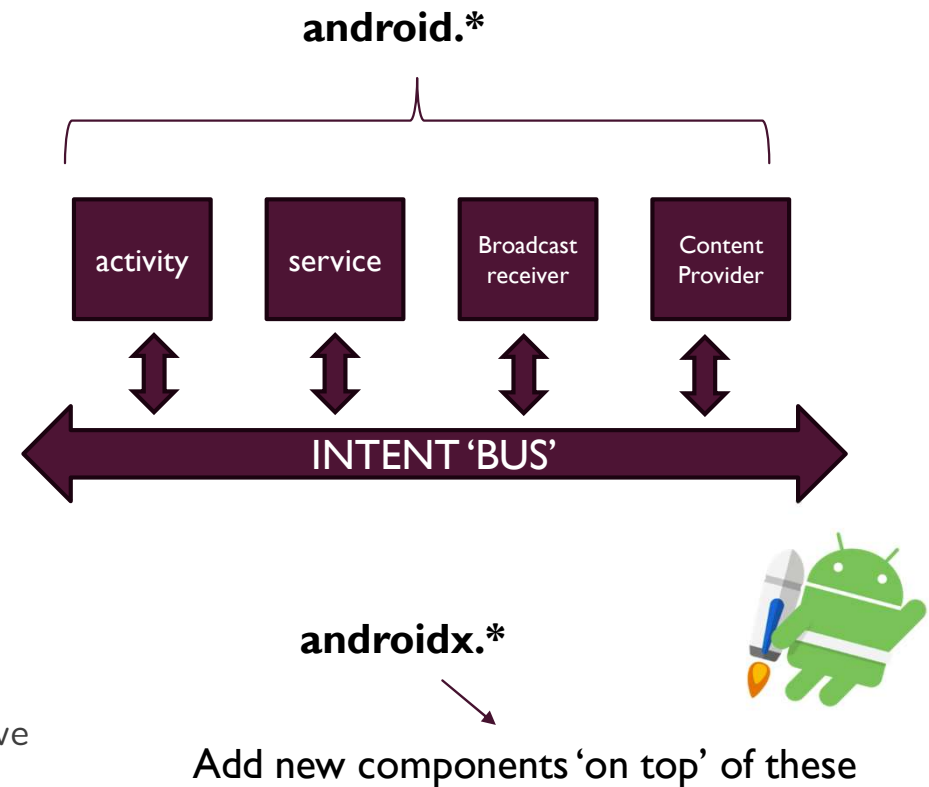 android.*
activity
service
Broadcast
receiver
Content
Provider
INTENT ‘BUS’
androidx.*
Add new components ‘on top’ of these